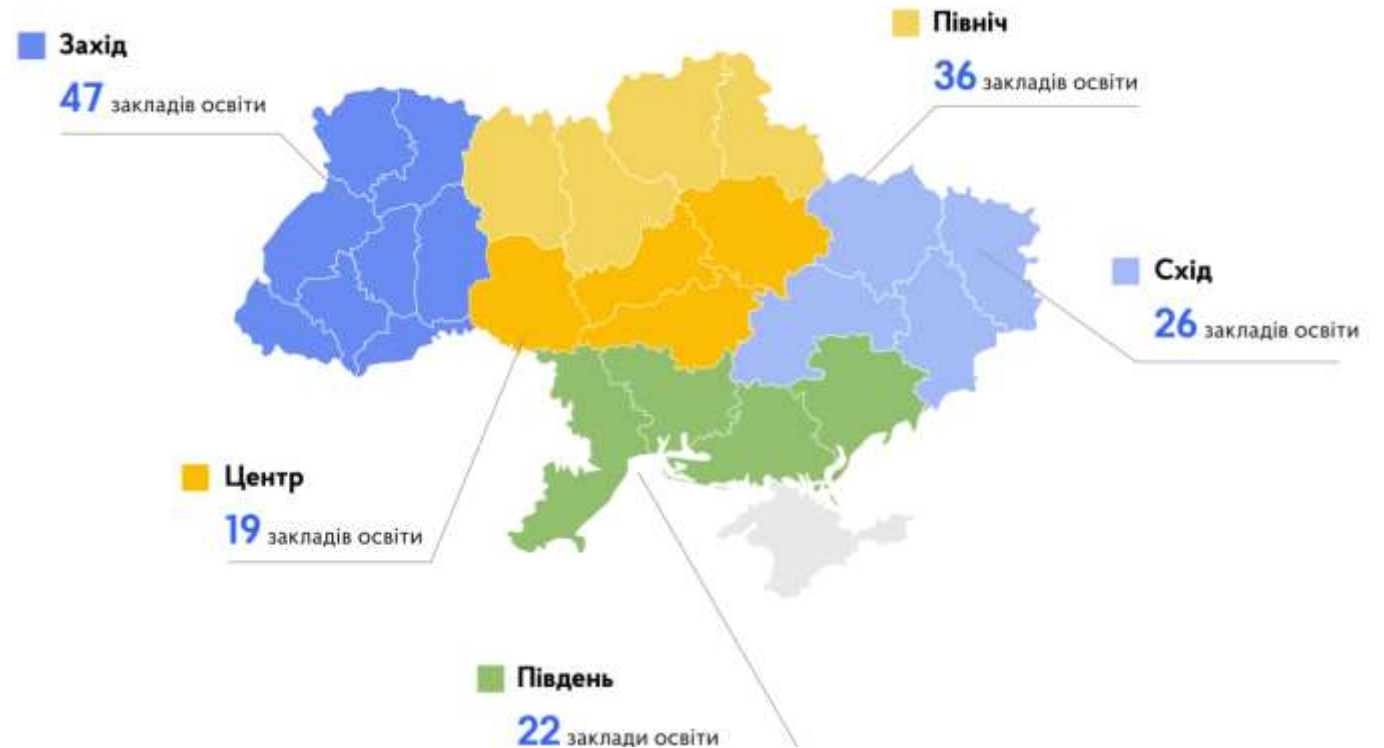 Захід
47 закладів освіти
Північ
36 закладів освіти
Схід
26 закладів освіти
Центр
19 закладів освіти
Південь
22 заклади освіти